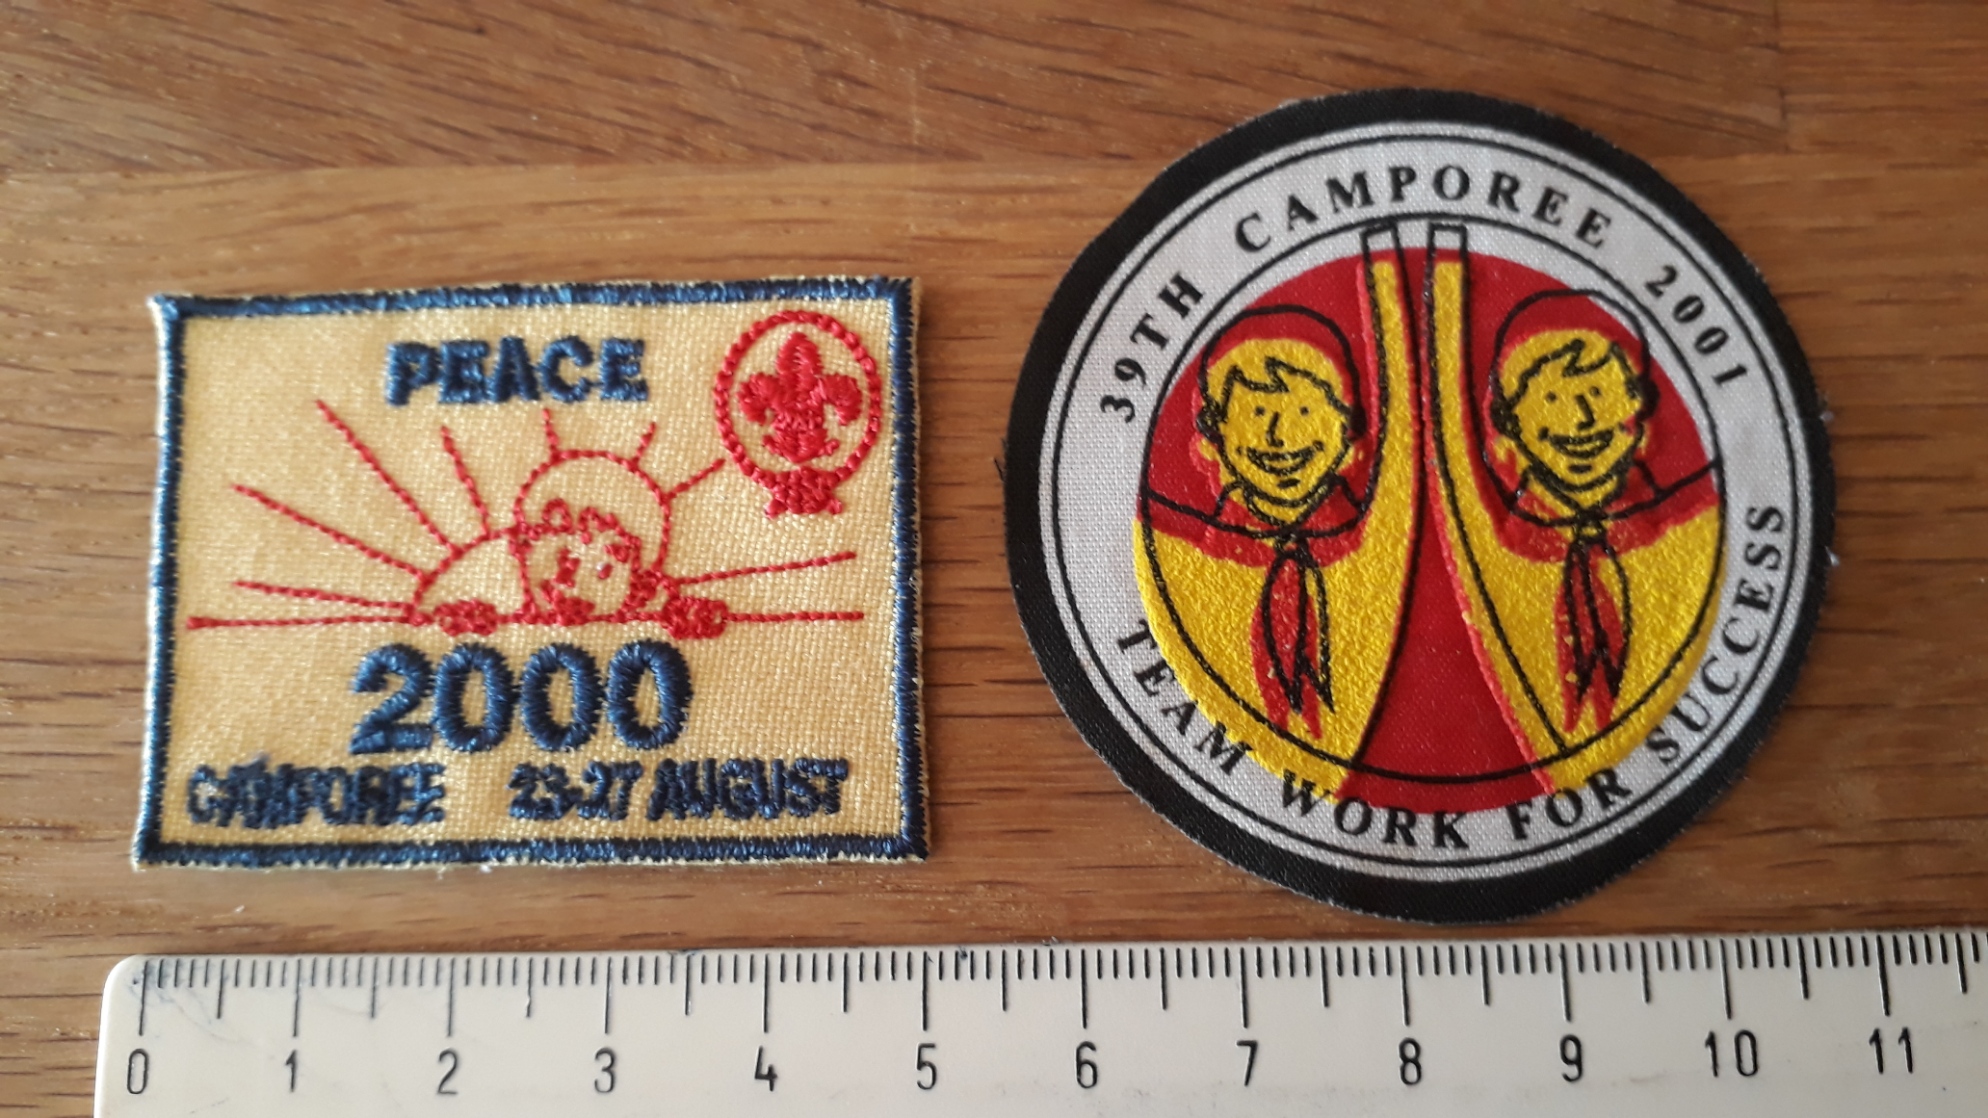 PEACE
2000
CAMPOREE 23-27 AUGUST
39TH CAMPOREE 2001
TEAM WORK FOR SUCCESS
0 1 2 3 4 5 6 7 8 9 10 11